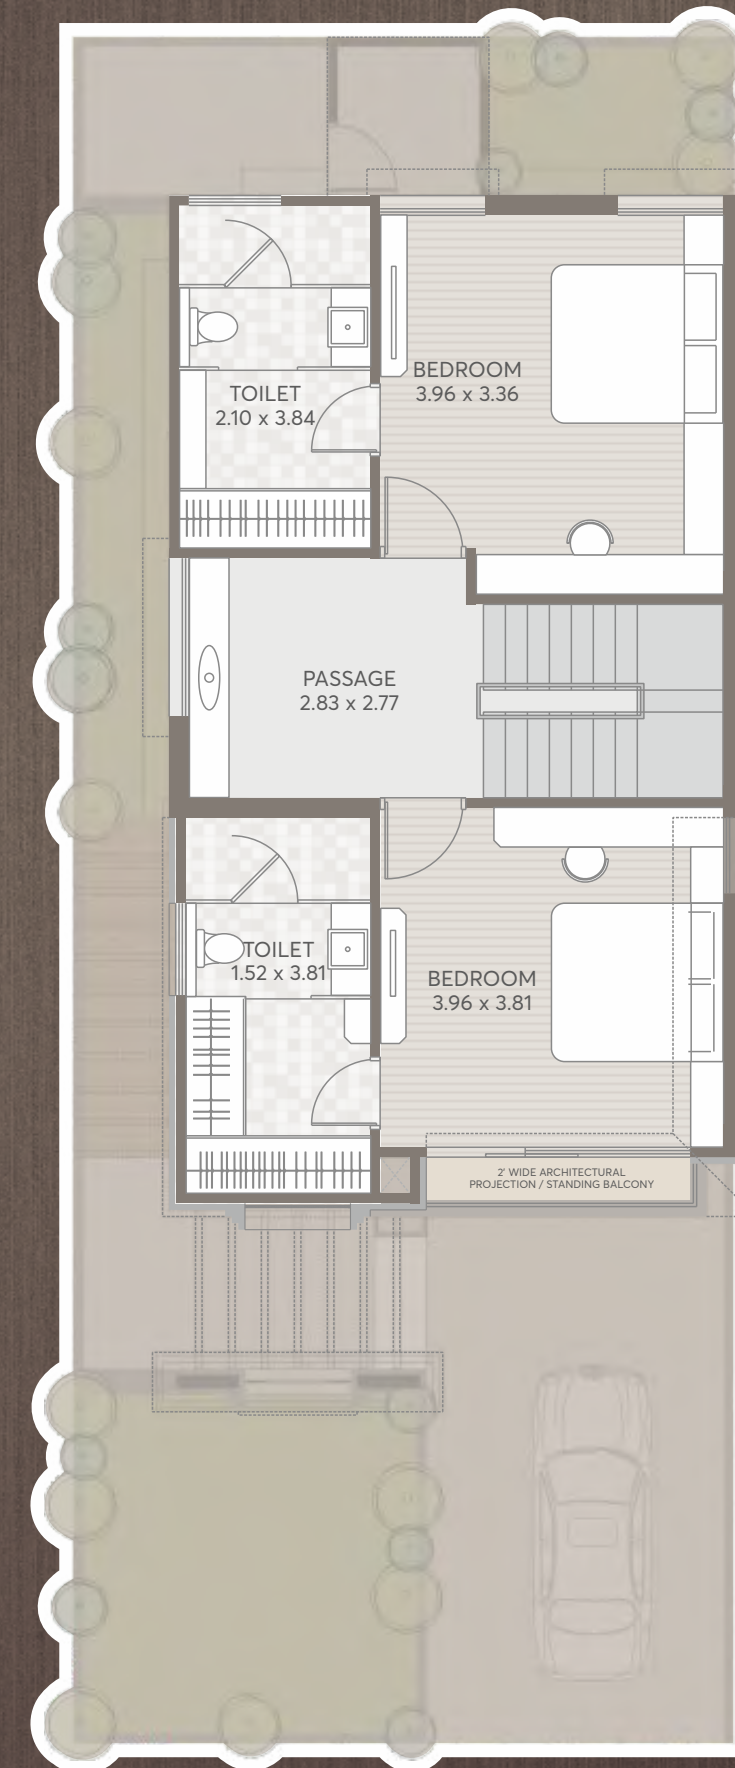 BEDROOM
3.96 x 3.36
TOILET
2.10 x 3.84
PASSAGE
2.83 x 2.77
TOILET
1.52 x 3.81
BEDROOM
3.96 x 3.81
2' WIDE ARCHITECTURAL
PROJECTION / STANDING BALCONY